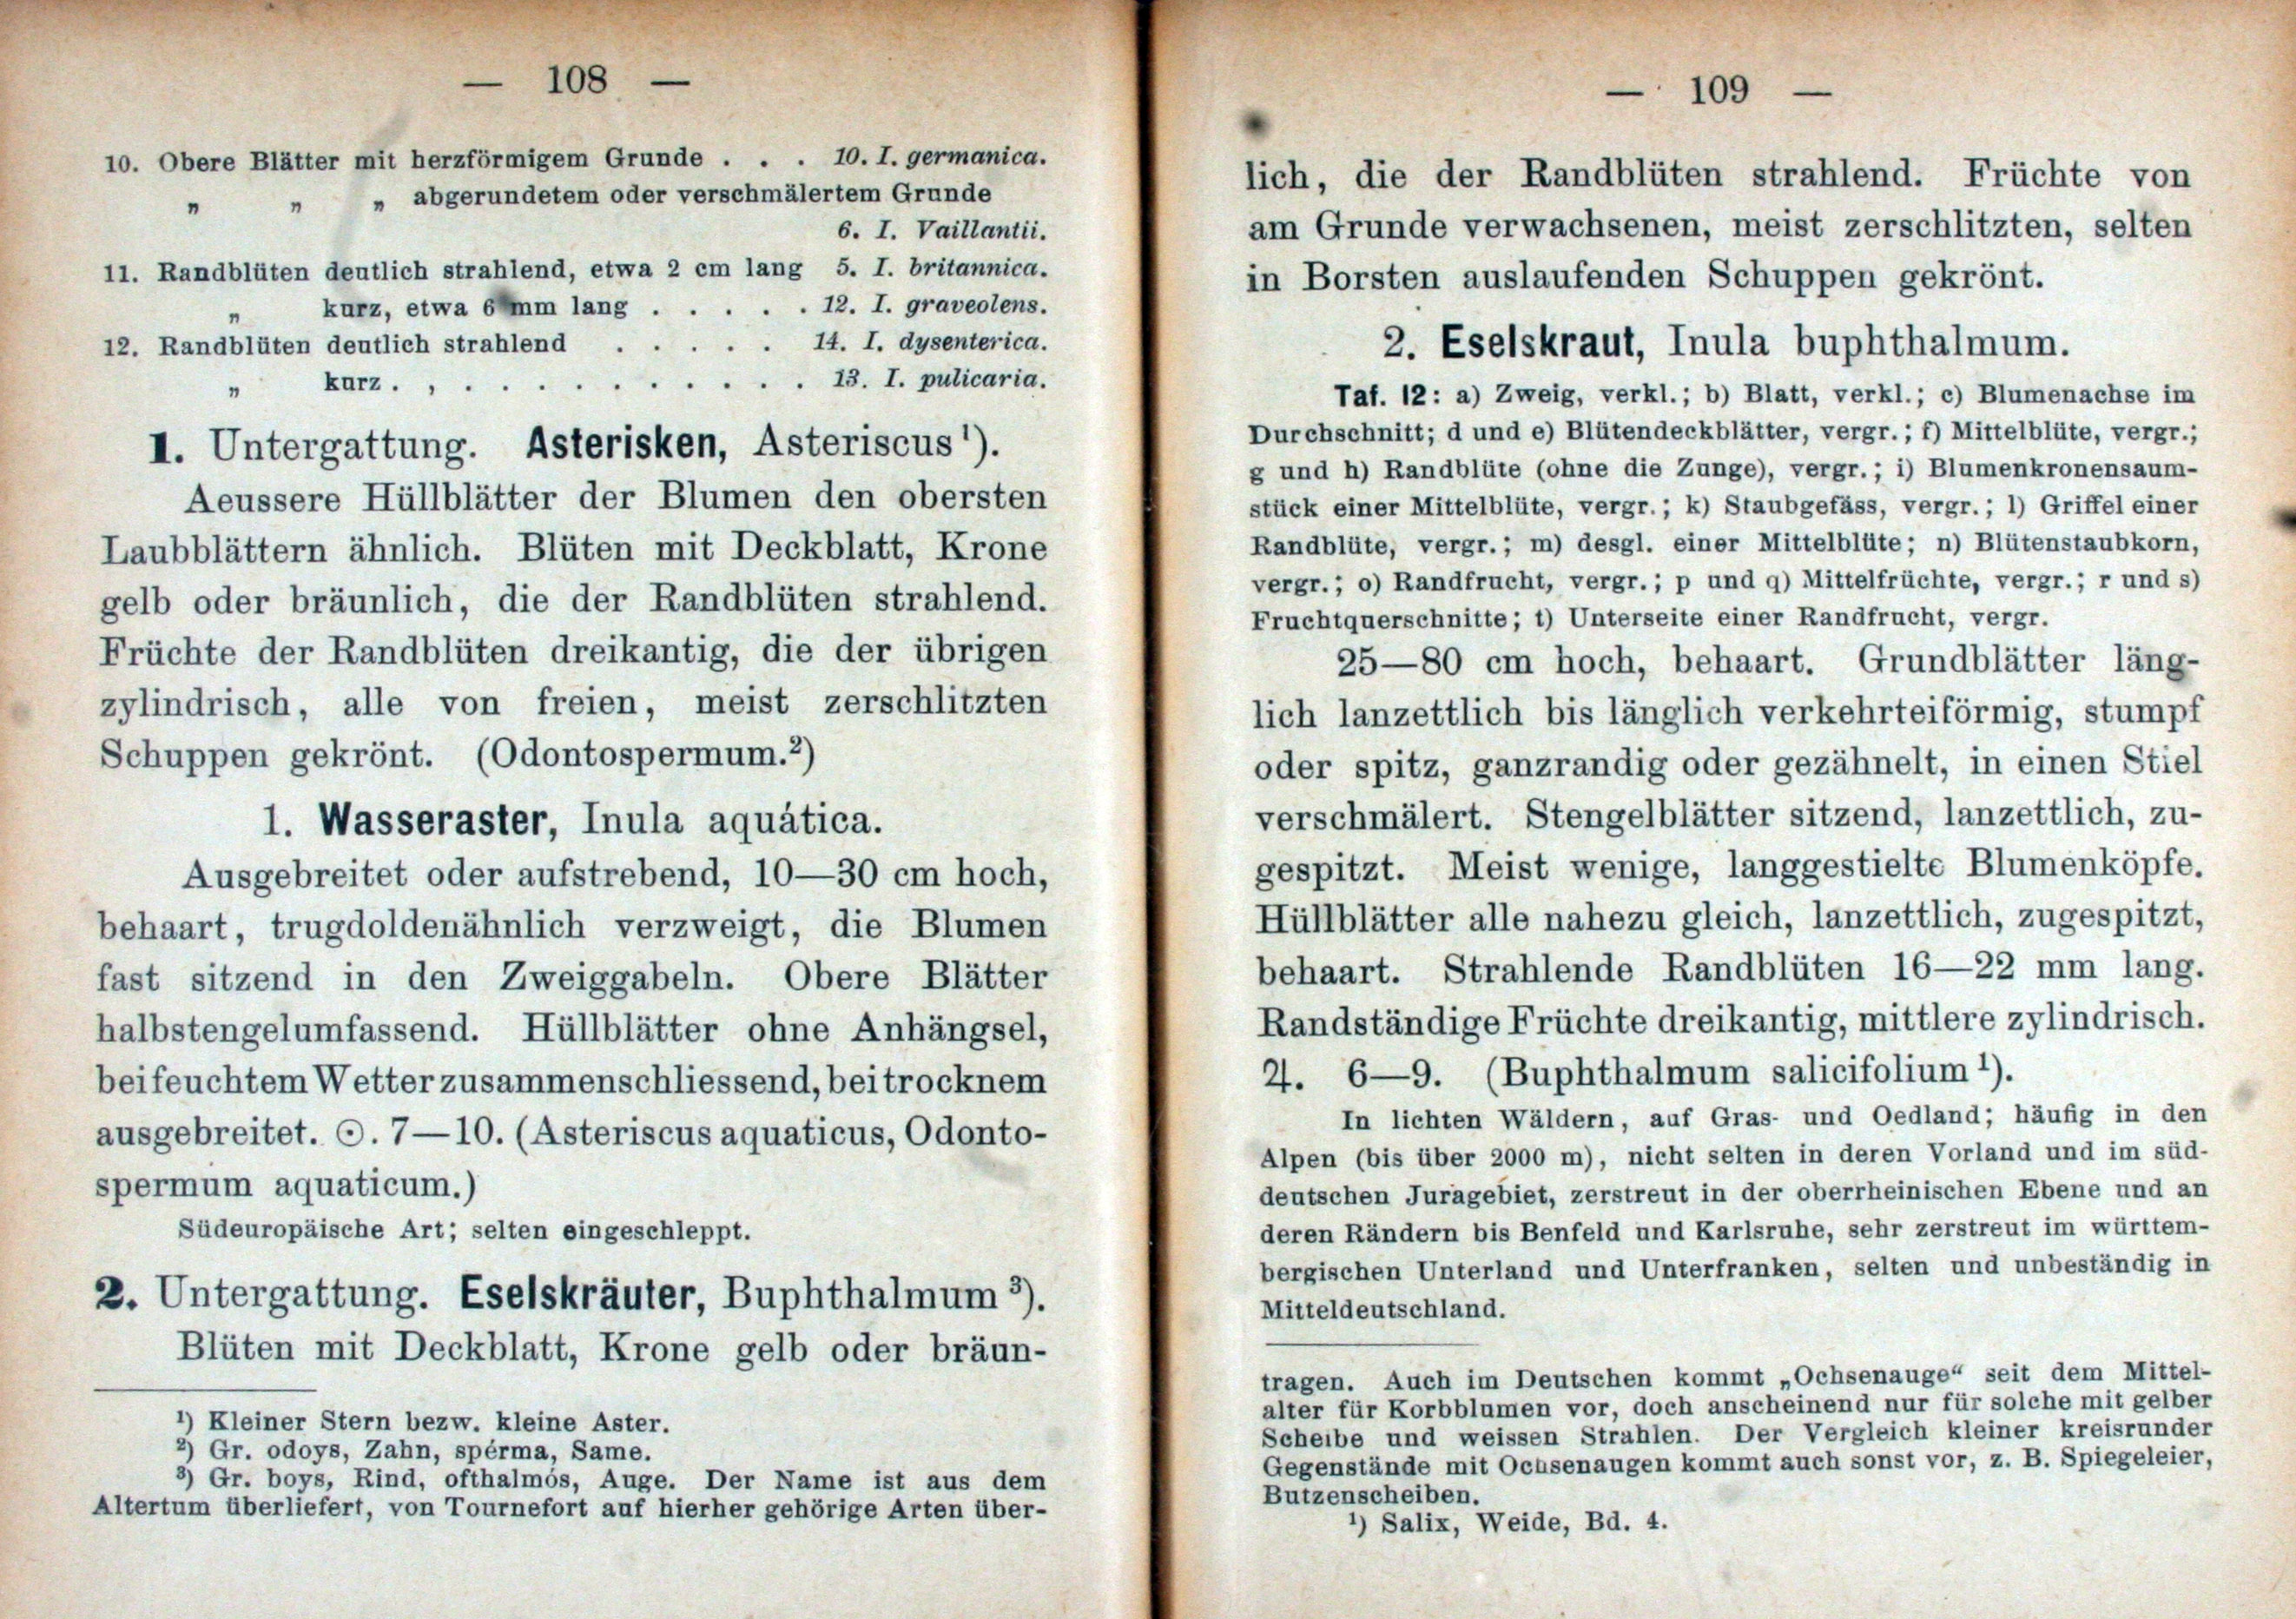 — 108 —
10. Obere Blätter mit herzförmigem Grunde . . . 10. I. germanica.
„ „ „ abgerundetem oder verschmälertem Grunde
6. I. Vaillantii.
11. Randblüten deutlich strahlend, etwa 2 cm lang 5. I. britannica.
„ kurz, etwa 6 mm lang . . . . . 12. I. graveolens.
12. Randblüten deutlich strahlend . . . . . 14. I. dysenterica.
„ kurz . , . . . . . . . . . . 13. I. pulicaria.
1. Untergattung. Asterisken, Asteriscus¹).
Aeussere Hüllblätter der Blumen den obersten
Laubblättern ähnlich. Blüten mit Deckblatt, Krone
gelb oder bräunlich, die der Randblüten strahlend.
Früchte der Randblüten dreikantig, die der übrigen
zylindrisch, alle von freien, meist zerschlitzten
Schuppen gekrönt. (Odontospermum.²)
1. Wasseraster, Inula aquática.
Ausgebreitet oder aufstrebend, 10—30 cm hoch,
behaart, trugdoldenähnlich verzweigt, die Blumen
fast sitzend in den Zweiggabeln. Obere Blätter
halbstengelumfassend. Hüllblätter ohne Anhängsel,
bei feuchtem Wetter zusammenschliessend, bei trocknem
ausgebreitet. ⊙. 7—10. (Asteriscus aquaticus, Odonto-
spermum aquaticum.)
Südeuropäische Art; selten eingeschleppt.
2. Untergattung. Eselskräuter, Buphthalmum³).
Blüten mit Deckblatt, Krone gelb oder bräun-
¹) Kleiner Stern bezw. kleine Aster.
²) Gr. odoys, Zahn, spérma, Same.
³) Gr. boys, Rind, ofthalmós, Auge. Der Name ist aus dem
Altertum überliefert, von Tournefort auf hierher gehörige Arten über-
— 109 —
lich, die der Randblüten strahlend. Früchte von
am Grunde verwachsenen, meist zerschlitzten, selten
in Borsten auslaufenden Schuppen gekrönt.
2. Eselskraut, Inula buphthalmum.
Taf. 12: a) Zweig, verkl.; b) Blatt, verkl.; c) Blumenachse im
Durchschnitt; d und e) Blütendeckblätter, vergr.; f) Mittelblüte, vergr.;
g und h) Randblüte (ohne die Zunge), vergr.; i) Blumenkronensaum-
stück einer Mittelblüte, vergr.; k) Staubgefäss, vergr.; l) Griffel einer
Randblüte, vergr.; m) desgl. einer Mittelblüte; n) Blütenstaubkorn,
vergr.; o) Randfrucht, vergr.; p und q) Mittelfrüchte, vergr.; r und s)
Fruchtquerschnitte; t) Unterseite einer Randfrucht, vergr.
25—80 cm hoch, behaart. Grundblätter läng-
lich lanzettlich bis länglich verkehrteiförmig, stumpf
oder spitz, ganzrandig oder gezähnelt, in einen Stiel
verschmälert. Stengelblätter sitzend, lanzettlich, zu-
gespitzt. Meist wenige, langgestielte Blumenköpfe.
Hüllblätter alle nahezu gleich, lanzettlich, zugespitzt,
behaart. Strahlende Randblüten 16—22 mm lang.
Randständige Früchte dreikantig, mittlere zylindrisch.
♃. 6—9. (Buphthalmum salicifolium¹).
In lichten Wäldern, auf Gras- und Oedland; häufig in den
Alpen (bis über 2000 m), nicht selten in deren Vorland und im süd-
deutschen Juragebiet, zerstreut in der oberrheinischen Ebene und an
deren Rändern bis Benfeld und Karlsruhe, sehr zerstreut im württem-
bergischen Unterland und Unterfranken, selten und unbeständig in
Mitteldeutschland.
tragen. Auch im Deutschen kommt „Ochsenauge“ seit dem Mittel-
alter für Korbblumen vor, doch anscheinend nur für solche mit gelber
Scheibe und weissen Strahlen. Der Vergleich kleiner kreisrunder
Gegenstände mit Ochsenaugen kommt auch sonst vor, z. B. Spiegeleier,
Butzenscheiben.
¹) Salix, Weide, Bd. 4.